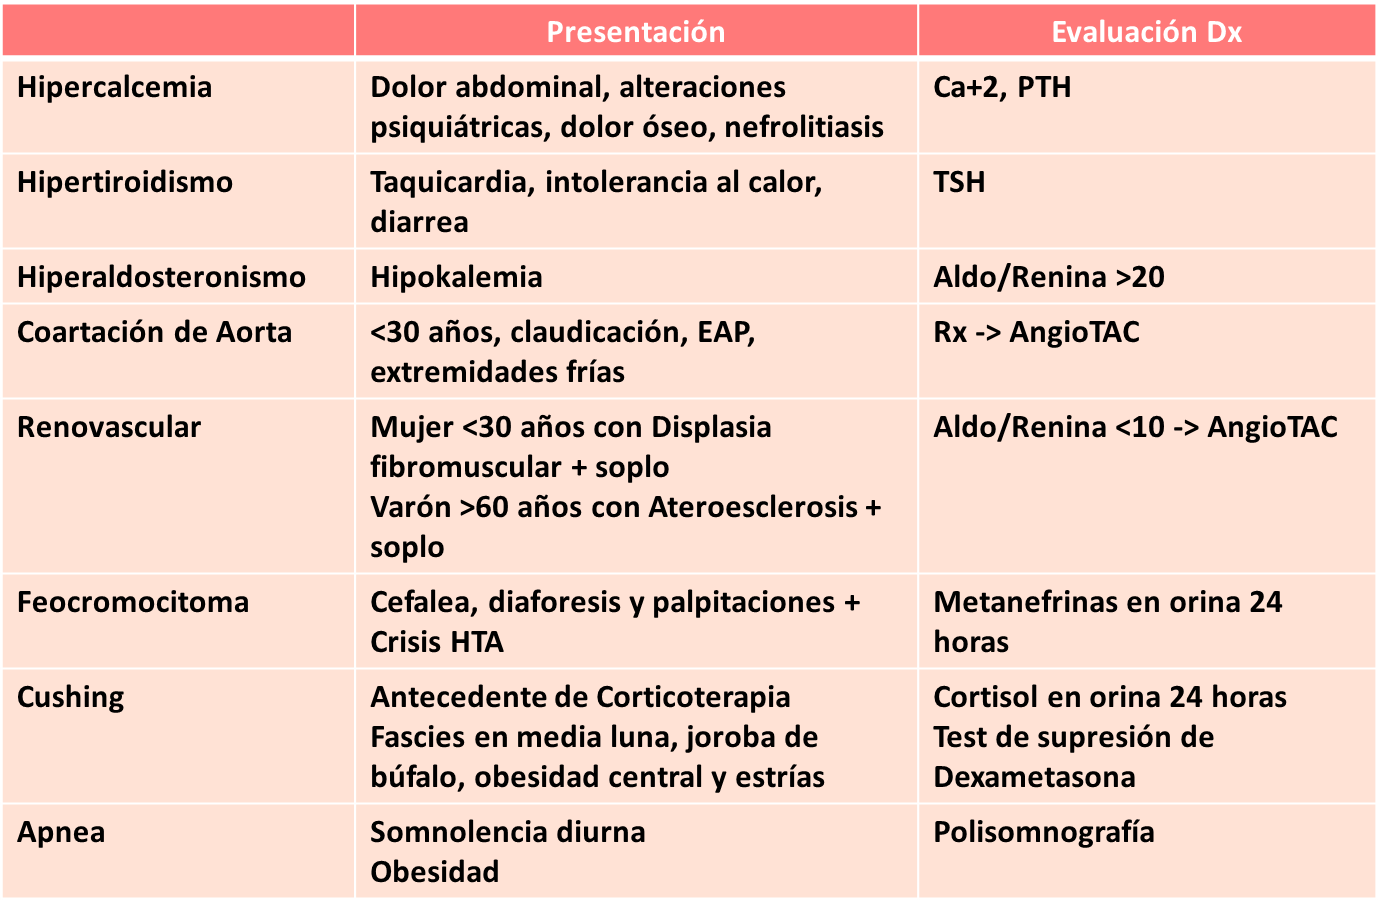 Presentación
Evaluación Dx
Hipercalcemia
Dolor abdominal, alteraciones
psiquiátricas, dolor óseo, nefrolitiasis
Ca+2, PTH
Hipertiroidismo
Taquicardia, intolerancia al calor,
diarrea
TSH
Hiperaldosteronismo
Hipokalemia
Aldo/Renina >20
Coartación de Aorta
<30 años, claudicación, EAP,
extremidades frías
Rx -> AngioTAC
Renovascular
Mujer <30 años con Displasia
fibromuscular + soplo
Varón >60 años con Ateroesclerosis +
soplo
Aldo/Renina <10 -> AngioTAC
Feocromocitoma
Cefalea, diaforesis y palpitaciones +
Crisis HTA
Metanefrinas en orina 24
horas
Cushing
Antecedente de Corticoterapia
Fascies en media luna, joroba de
búfalo, obesidad central y estrías
Cortisol en orina 24 horas
Test de supresión de
Dexametasona
Apnea
Somnolencia diurna
Obesidad
Polisomnografía